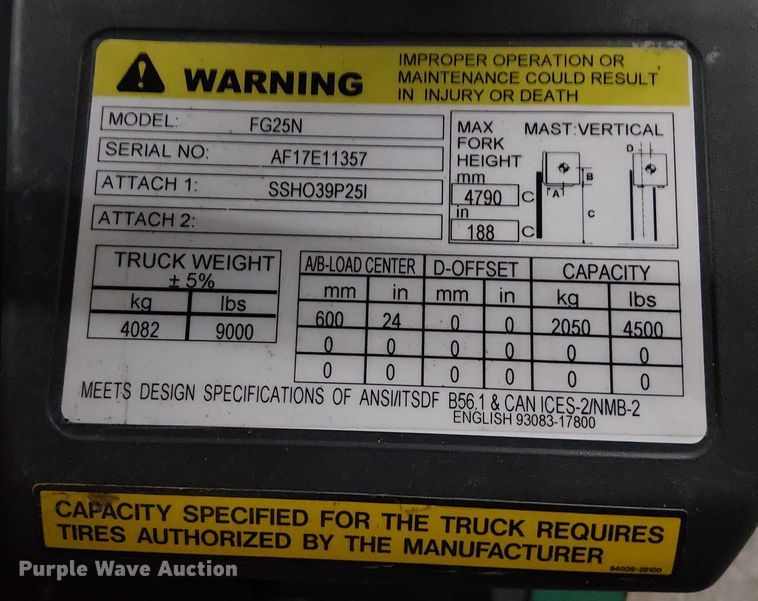 WARNING
IMPROPER OPERATION OR
MAINTENANCE COULD RESULT
IN INJURY OR DEATH
MODEL: FG25N
SERIAL NO: AF17E11357
ATTACH 1: SSHO39P25I
ATTACH 2:
MAX FORK HEIGHT
MAST:VERTICAL
mm
4790 C
in
188 C
D
B
A
C
TRUCK WEIGHT
± 5%
kg lbs
4082 9000
A/B-LOAD CENTER D-OFFSET CAPACITY
mm in mm in kg lbs
600 24 0 0 2050 4500
0 0 0 0 0 0
0 0 0 0 0 0
MEETS DESIGN SPECIFICATIONS OF ANSI/ITSDF B56.1 & CAN ICES-2/NMB-2
ENGLISH 93083-17800
CAPACITY SPECIFIED FOR THE TRUCK REQUIRES
TIRES AUTHORIZED BY THE MANUFACTURER
Purple Wave Auction